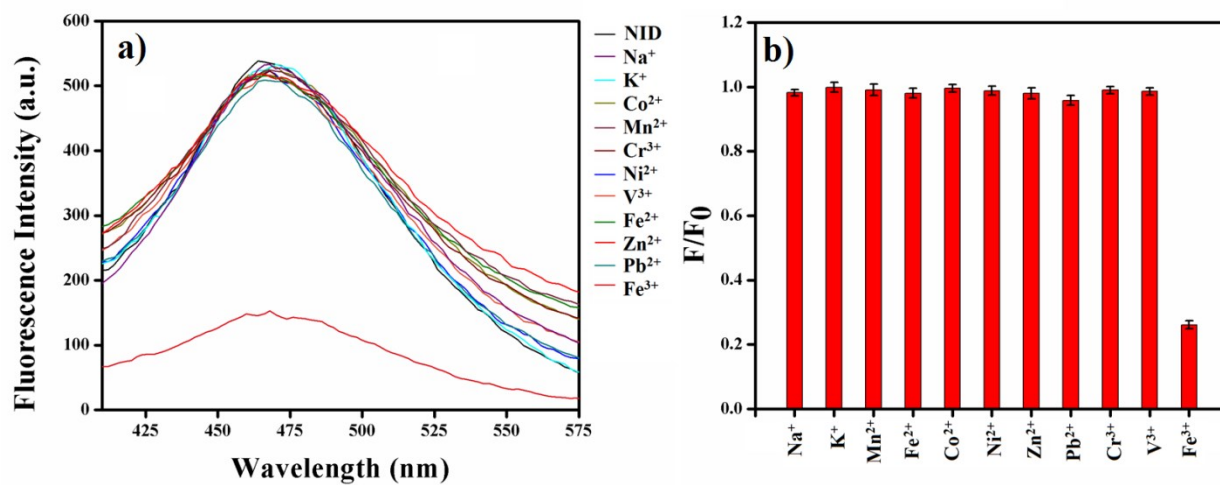 a)
Fluorescence Intensity (a.u.)
600
500
400
300
200
100
0
425 450 475 500 525 550 575
Wavelength (nm)
NID
Na⁺
K⁺
Co²⁺
Mn²⁺
Cr³⁺
Ni²⁺
V³⁺
Fe²⁺
Zn²⁺
Pb²⁺
Fe³⁺
b)
F/F₀
1.2
1.0
0.8
0.6
0.4
0.2
0.0
Na⁺ K⁺ Mn²⁺ Fe²⁺ Co²⁺ Ni²⁺ Zn²⁺ Pb²⁺ Cr³⁺ V³⁺ Fe³⁺